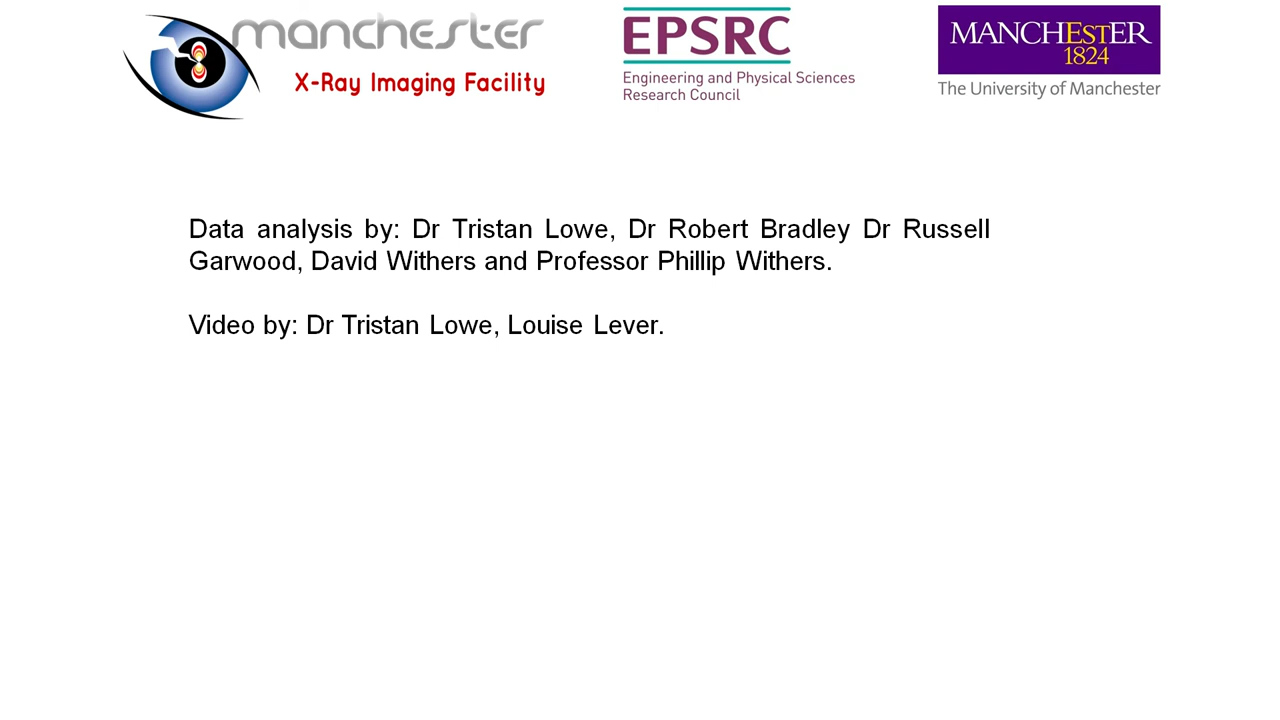 manchester
X-Ray Imaging Facility
EPSRC
Engineering and Physical Sciences
Research Council
MANCHESTER
1824
The University of Manchester
Data analysis by: Dr Tristan Lowe, Dr Robert Bradley Dr Russell
Garwood, David Withers and Professor Phillip Withers.
Video by: Dr Tristan Lowe, Louise Lever.